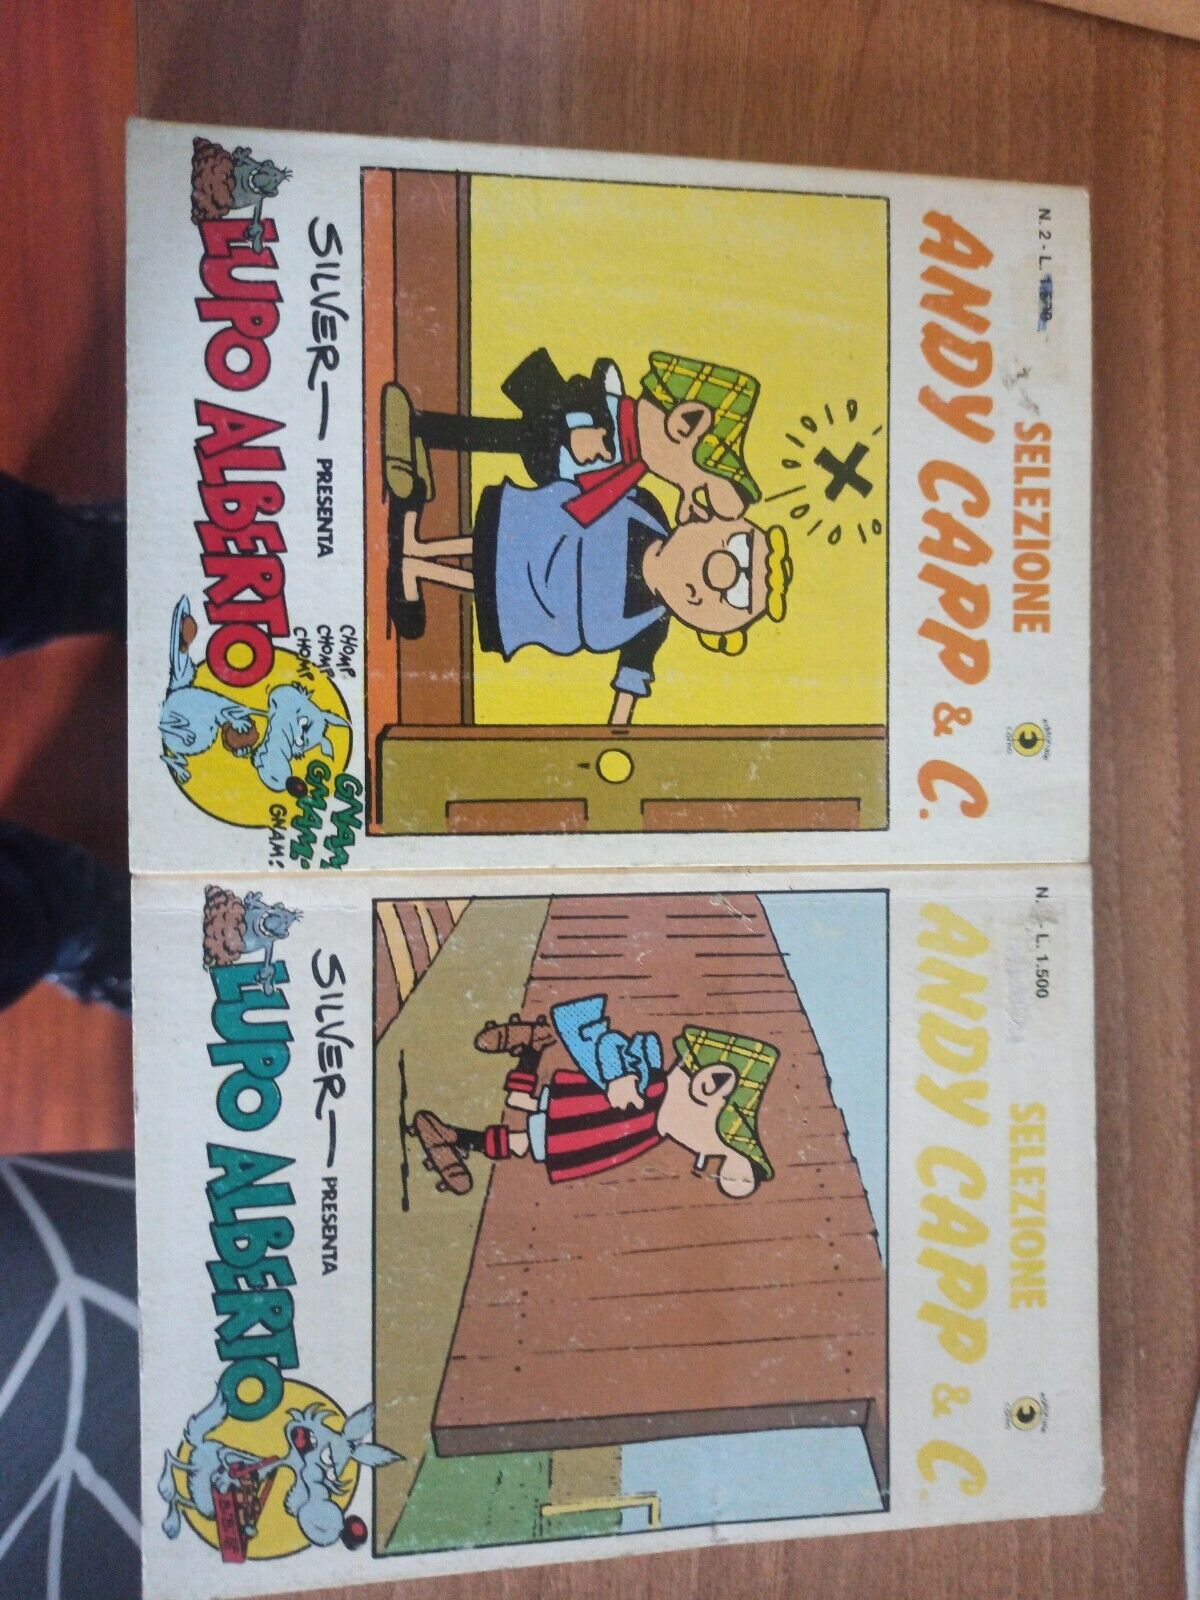 N. 2 - L.
SELEZIONE
ANDY CAPP & C.
SILVER PRESENTA
LUPO ALBERTO
CHOMP
CHOMP
CHOMP
GNAM
GNAM
GNAM!
N. - L. 1.500
SELEZIONE
ANDY CAPP & C.
SILVER PRESENTA
LUPO ALBERTO